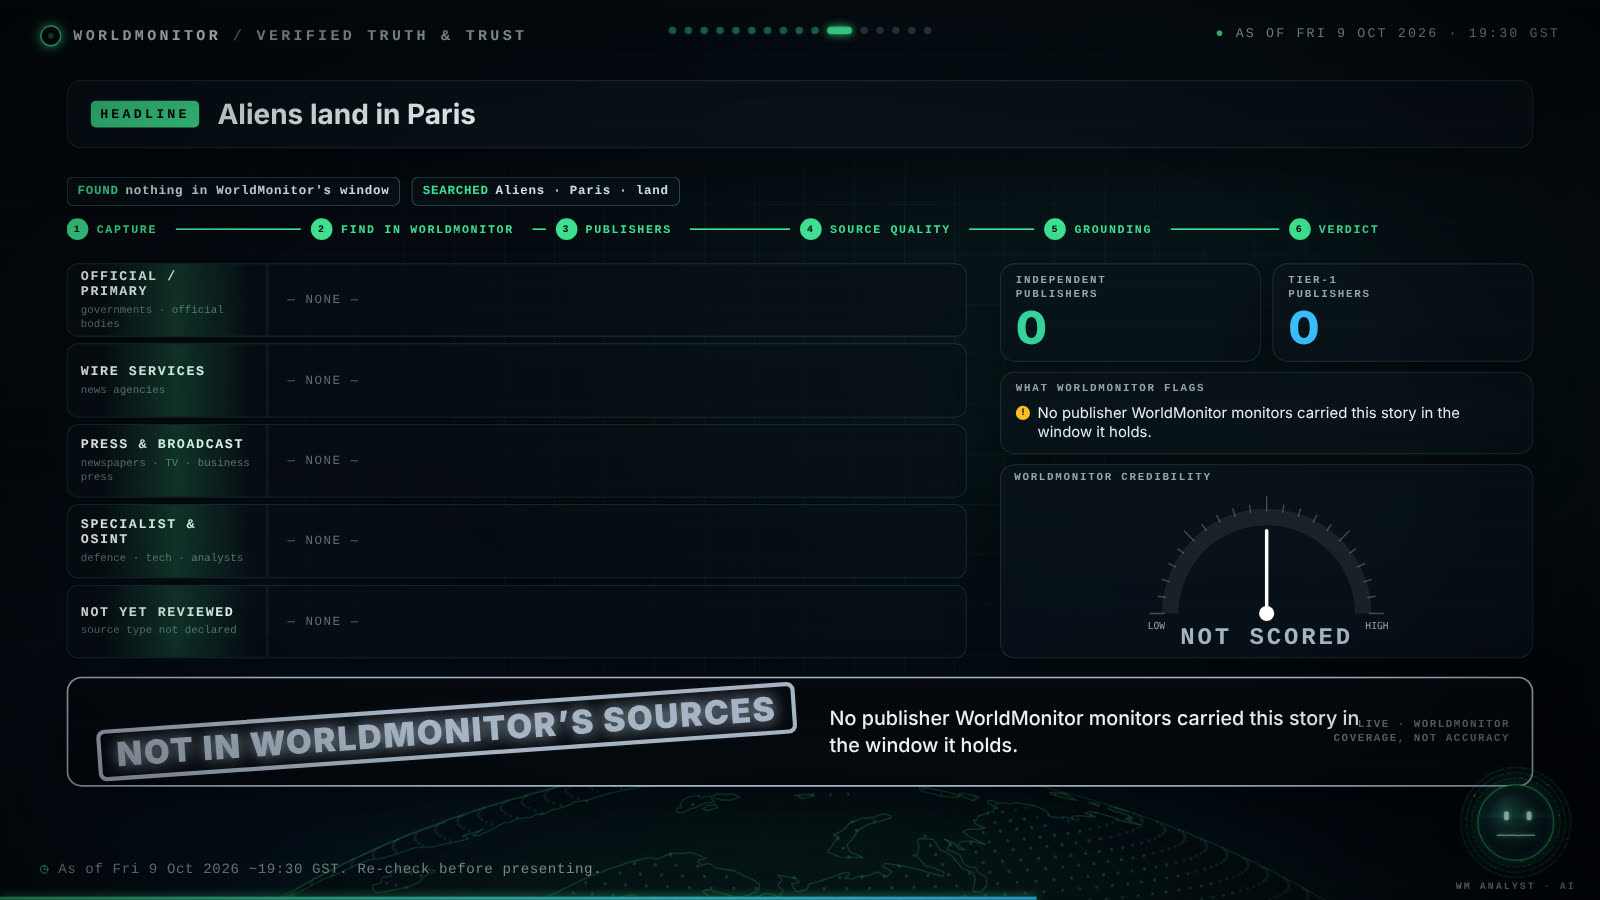 WORLDMONITOR / VERIFIED TRUTH & TRUST
AS OF FRI 9 OCT 2026 · 19:30 GST
HEADLINE Aliens land in Paris
FOUND nothing in WorldMonitor's window
SEARCHED Aliens · Paris · land
1 CAPTURE
2 FIND IN WORLDMONITOR
3 PUBLISHERS
4 SOURCE QUALITY
5 GROUNDING
6 VERDICT
OFFICIAL /
PRIMARY
governments · official
bodies
— NONE —
WIRE SERVICES
news agencies
— NONE —
PRESS & BROADCAST
newspapers · TV · business
press
— NONE —
SPECIALIST &
OSINT
defence · tech · analysts
— NONE —
NOT YET REVIEWED
source type not declared
— NONE —
INDEPENDENT
PUBLISHERS
0
TIER-1
PUBLISHERS
0
WHAT WORLDMONITOR FLAGS
! No publisher WorldMonitor monitors carried this story in the
window it holds.
WORLDMONITOR CREDIBILITY
LOW
HIGH
NOT SCORED
NOT IN WORLDMONITOR’S SOURCES
No publisher WorldMonitor monitors carried this story in
the window it holds.
LIVE · WORLDMONITOR
COVERAGE, NOT ACCURACY
As of Fri 9 Oct 2026 ~19:30 GST. Re-check before presenting.
WM ANALYST · AI